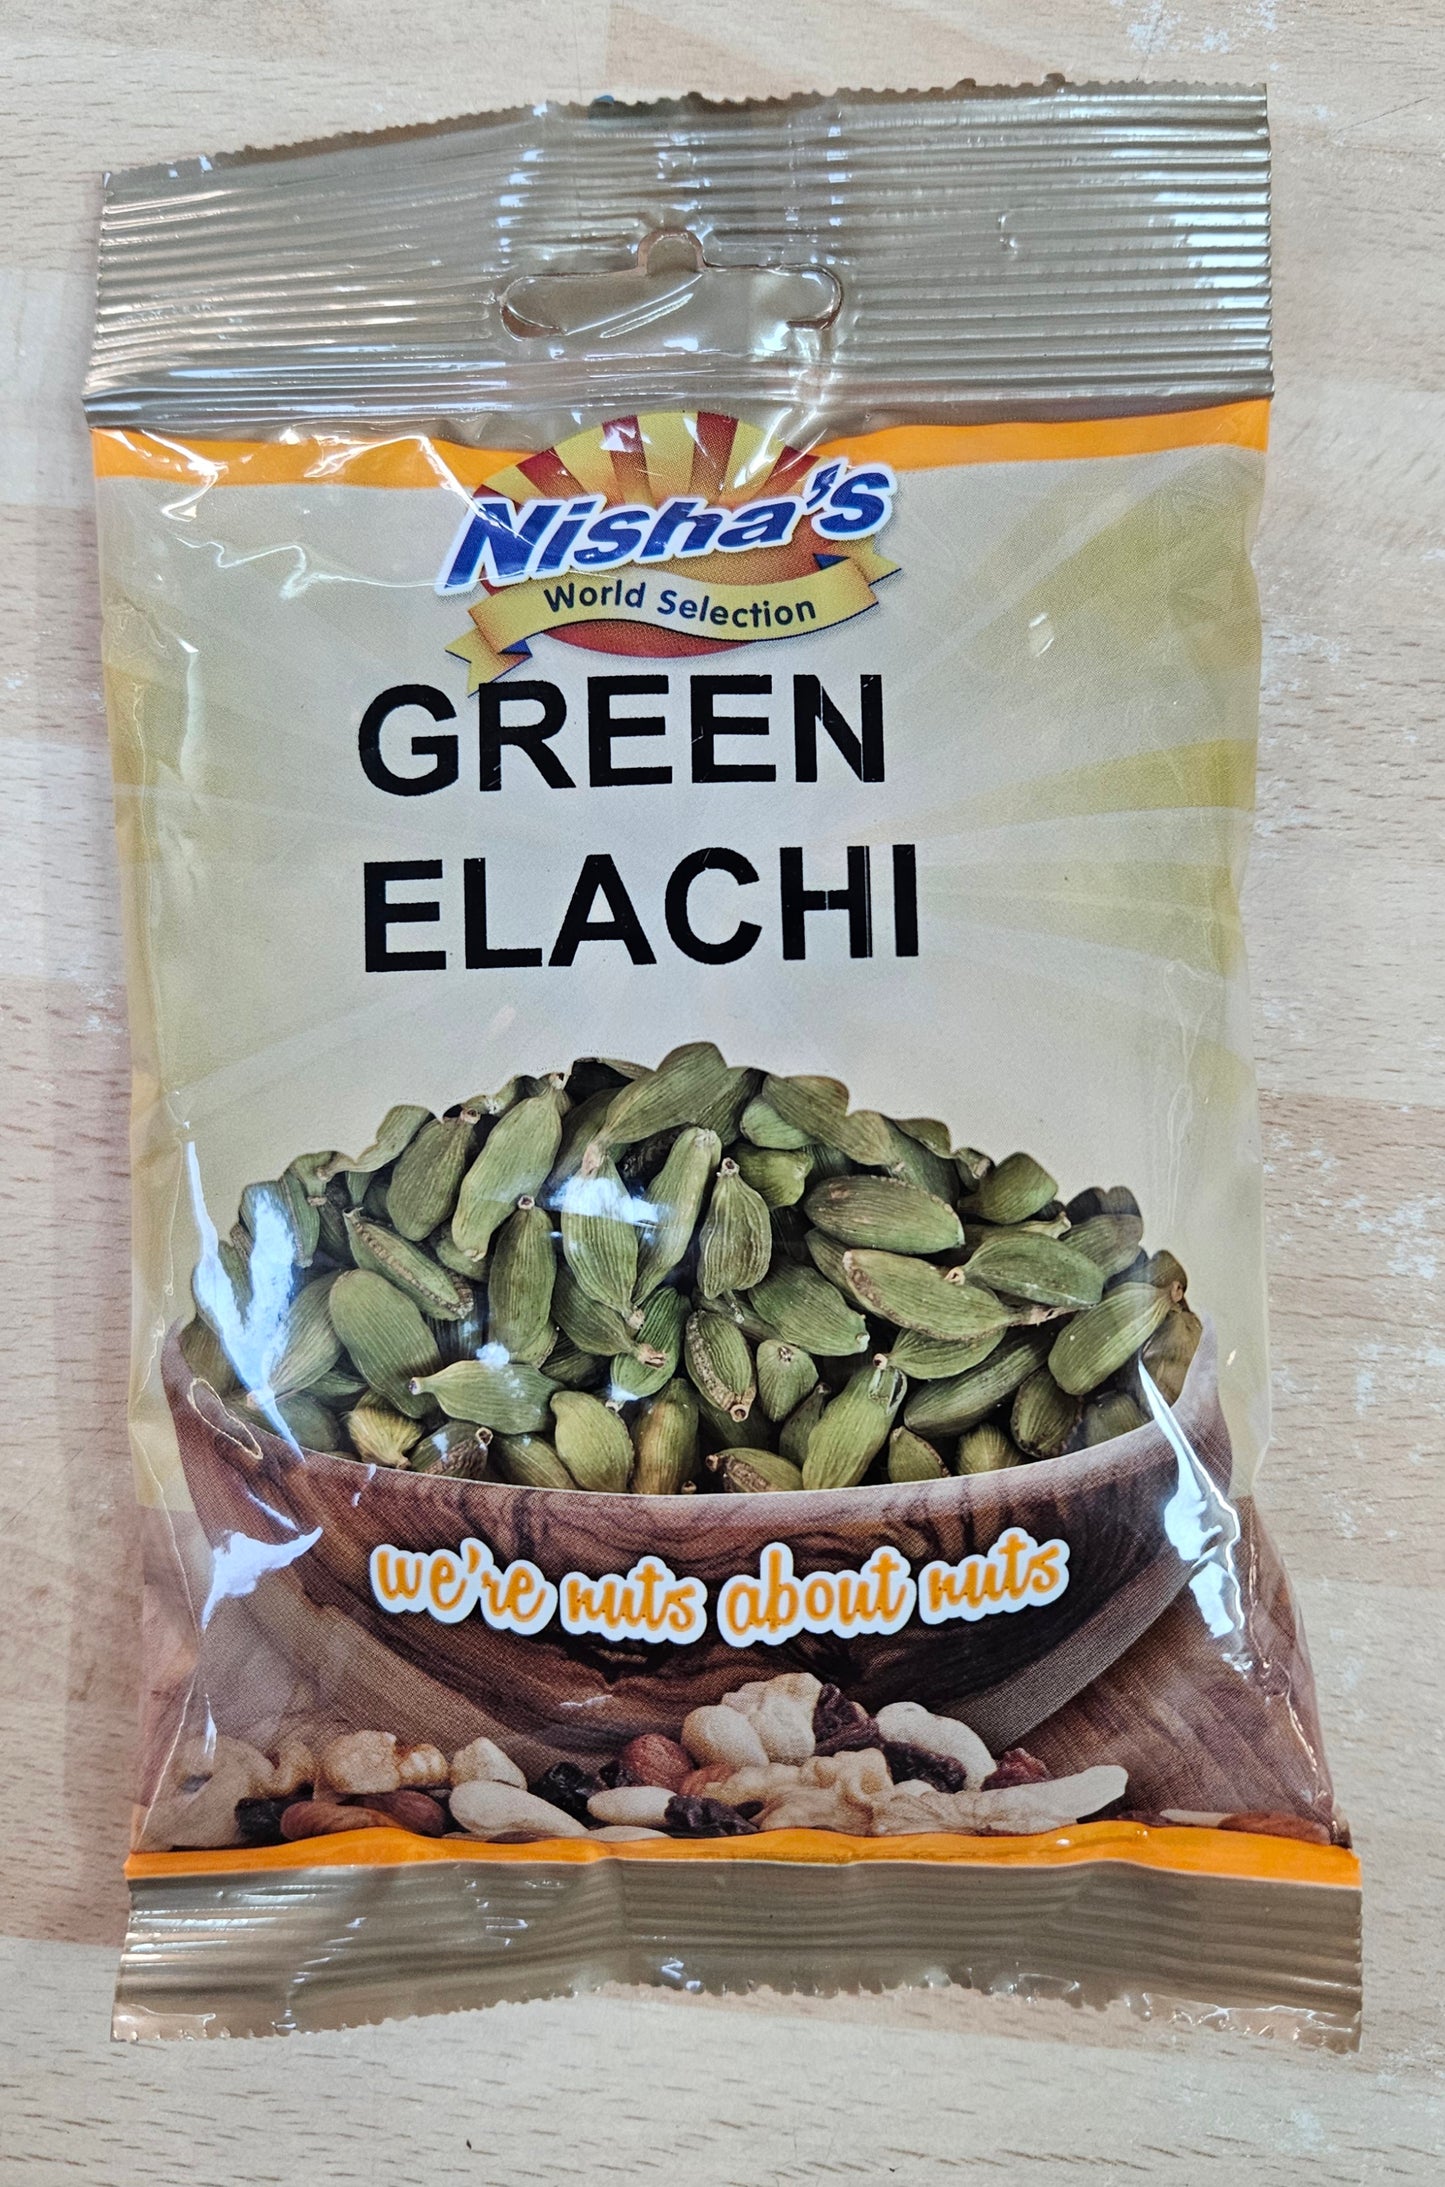 Nisha's
World Selection
GREEN
ELACHI
we're nuts about nuts